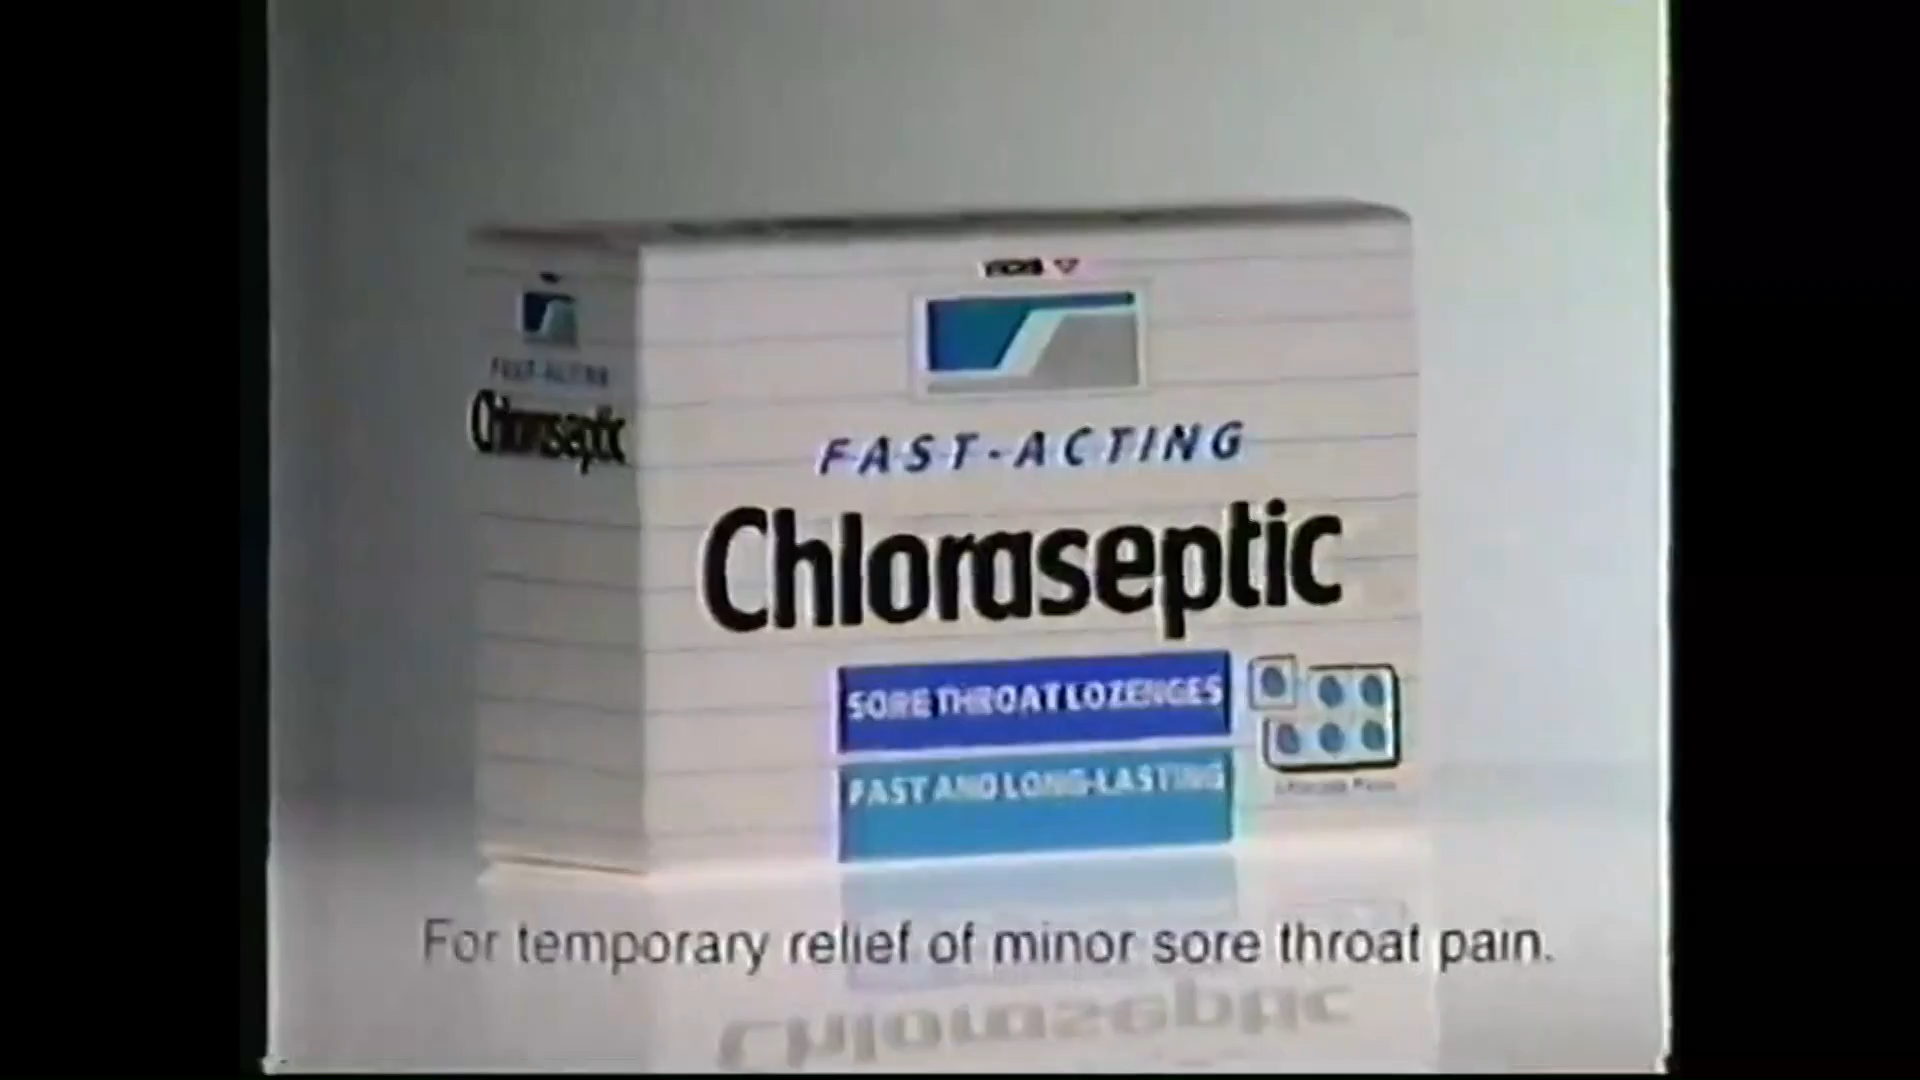 VICKS
FAST-ACTING
Chloraseptic
FAST-ACTING
Chloraseptic
SORE THROAT LOZENGES
FAST AND LONG-LASTING
For temporary relief of minor sore throat pain.